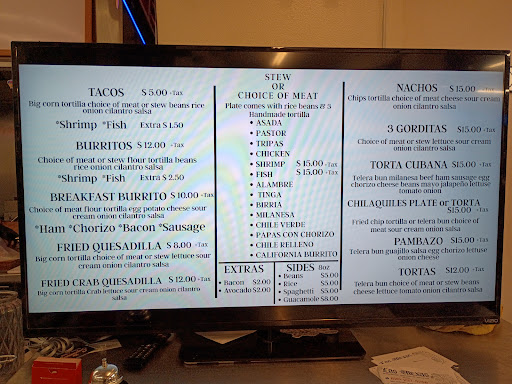 TACOS $5.00 +Tax
Big corn tortilla choice of meat or stew beans rice
onion cilantro salsa
*Shrimp *Fish Extra $1.50
BURRITOS $12.00 +Tax
Choice of meat or stew flour tortilla beans
rice onion cilantro salsa
*Shrimp *Fish Extra $2.50
BREAKFAST BURRITO $10.00 +Tax
Choice of meat flour tortilla egg potato cheese sour
cream onion cilantro salsa
*Ham *Chorizo *Bacon *Sausage
FRIED QUESADILLA $8.00 +Tax
Big corn tortilla choice of meat or stew lettuce sour
cream onion cilantro salsa
FRIED CRAB QUESADILLA $12.00 +Tax
Big corn tortilla Crab lettuce sour cream onion cilantro
salsa
STEW
OR
CHOICE OF MEAT
Plate comes with rice beans & 3
Handmade tortilla
• ASADA
• PASTOR
• TRIPAS
• CHICKEN
• SHRIMP $15.00 +Tax
• FISH $15.00 +Tax
• ALAMBRE
• TINGA
• BIRRIA
• MILANESA
• CHILE VERDE
• PAPAS CON CHORIZO
• CHILE RELLENO
• CALIFORNIA BURRITO
EXTRAS
• Bacon $2.00
• Avocado $2.00
SIDES 8oz
• Beans $5.00
• Rice $5.00
• Spaghetti $5.00
• Guacamole $8.00
NACHOS $15.00 +Tax
Chips tortilla choice of meat cheese sour cream
onion cilantro salsa
3 GORDITAS $15.00 +Tax
Choice of meat or stew beans lettuce sour cream
onion cilantro salsa
TORTA CUBANA $15.00 +Tax
Telera bun milanesa beef ham sausage egg
chorizo cheese beans mayo jalapeño lettuse
tomato onion cilantro
CHILAQUILES PLATE or TORTA
$15.00 +Tax
Fried chip tortilla or telera bun choice of
meat sour cream onion salsa
PAMBAZO $15.00 +Tax
Telera bun guajillo salsa egg chorizo lettuse
onion cheese
TORTAS $12.00 +Tax
Telera bun choice of meat or stew beans
cheese lettuse tomato onion cilantro salsa
VIZIO